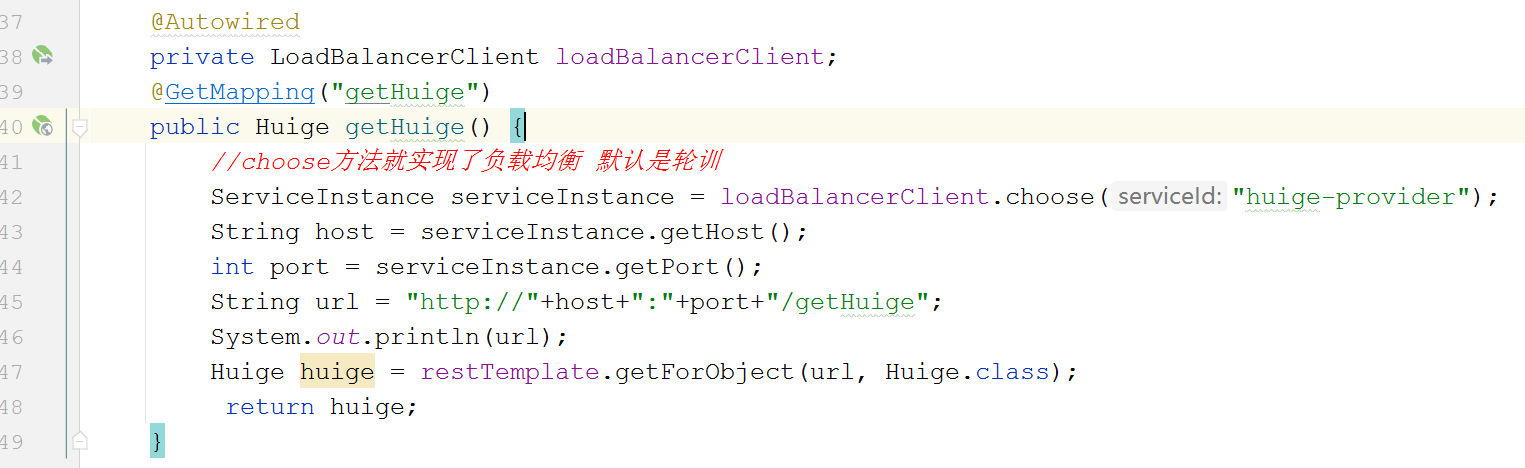 37 @Autowired
38 private LoadBalancerClient loadBalancerClient;
39 @GetMapping("getHuige")
40 public Huige getHuige() {
41 //choose方法就实现了负载均衡 默认是轮训
42 ServiceInstance serviceInstance = loadBalancerClient.choose( serviceId: "huige-provider");
43 String host = serviceInstance.getHost();
44 int port = serviceInstance.getPort();
45 String url = "http://"+host+":"+port+"/getHuige";
46 System.out.println(url);
47 Huige huige = restTemplate.getForObject(url, Huige.class);
48 return huige;
49 }